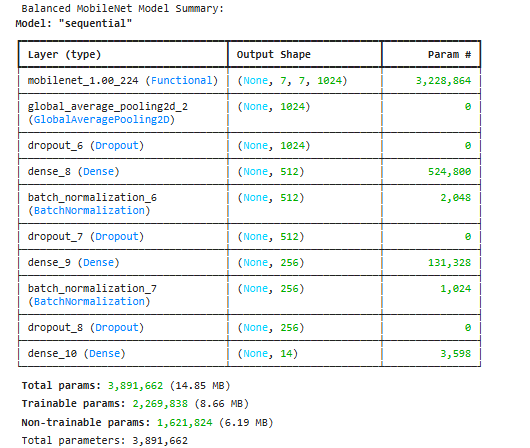 Balanced MobileNet Model Summary:
Model: "sequential"
Layer (type) Output Shape Param #
mobilenet_1.00_224 (Functional) (None, 7, 7, 1024) 3,228,864
global_average_pooling2d_2 (None, 1024) 0
(GlobalAveragePooling2D)
dropout_6 (Dropout) (None, 1024) 0
dense_8 (Dense) (None, 512) 524,800
batch_normalization_6 (None, 512) 2,048
(BatchNormalization)
dropout_7 (Dropout) (None, 512) 0
dense_9 (Dense) (None, 256) 131,328
batch_normalization_7 (None, 256) 1,024
(BatchNormalization)
dropout_8 (Dropout) (None, 256) 0
dense_10 (Dense) (None, 14) 3,598
Total params: 3,891,662 (14.85 MB)
Trainable params: 2,269,838 (8.66 MB)
Non-trainable params: 1,621,824 (6.19 MB)
Total parameters: 3,891,662